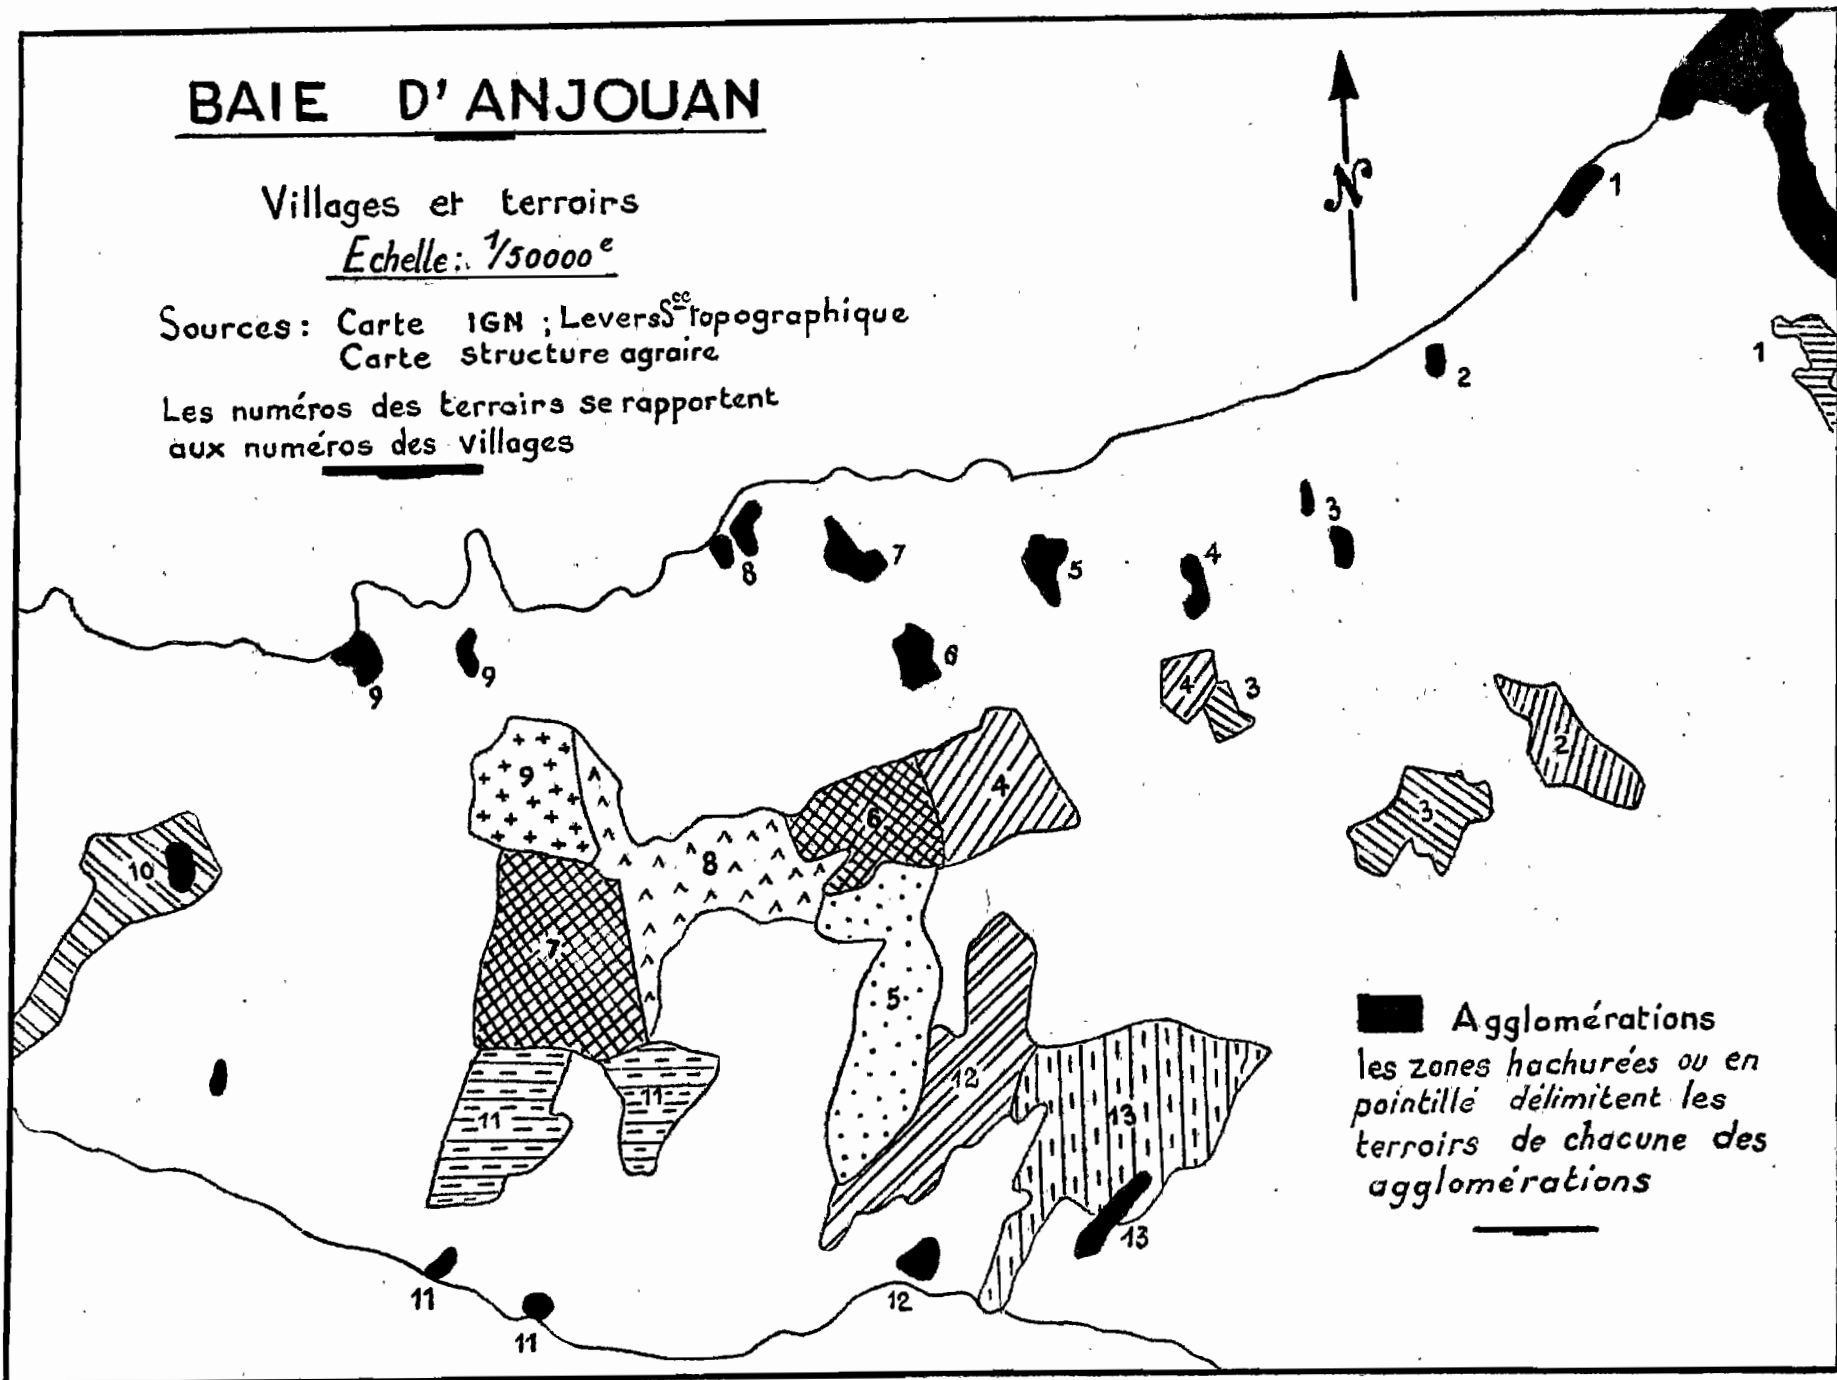 BAIE D'ANJOUAN
Villages et terroirs
Echelle: 1/50000e
Sources: Carte IGN ; Levers Sce topographique
Carte structure agraire
Les numéros des terroirs se rapportent
aux numéros des villages
N
1
2
1
3
4
5
7
8
6
9
9
4
3
2
9
4
3
6
8
10
7
5
12
11
11
13
13
11
12
11
Agglomérations
les zones hachurées ou en
pointillé délimitent les
terroirs de chacune des
agglomérations